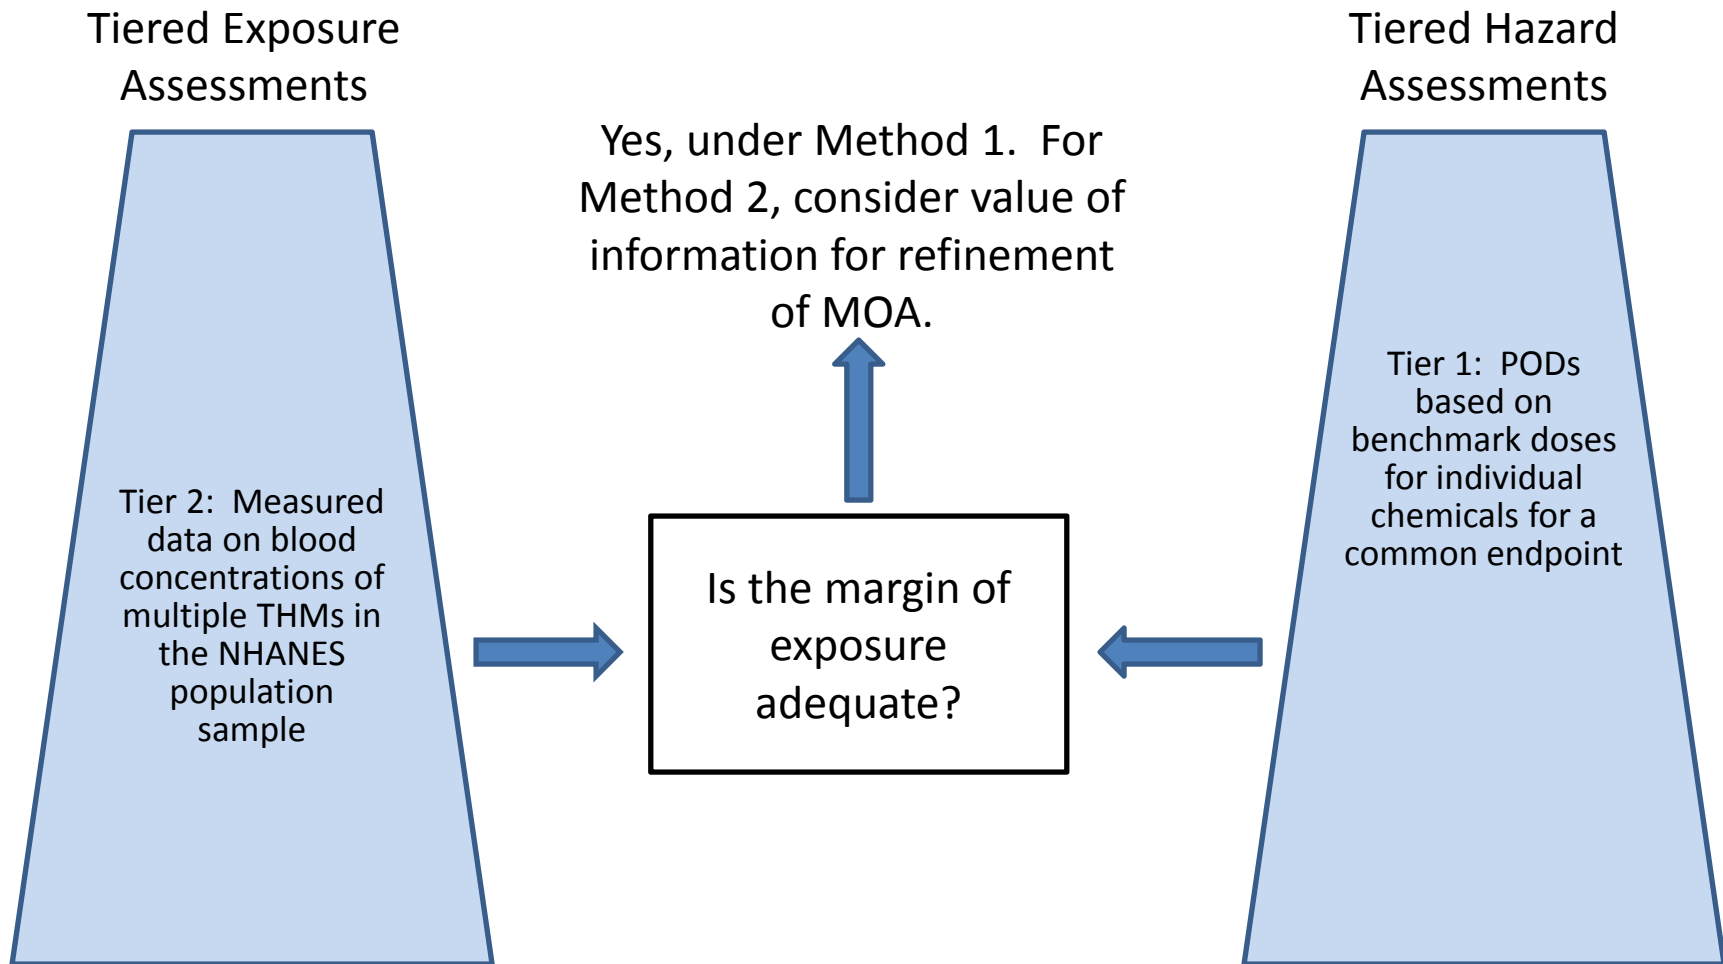 Tiered Exposure
Assessments
Tiered Hazard
Assessments
Yes, under Method 1.  For
Method 2, consider value of
information for refinement
of MOA.
Tier 2:  Measured
data on blood
concentrations of
multiple THMs in
the NHANES
population
sample
Is the margin of
exposure
adequate?
Tier 1:  PODs
based on
benchmark doses
for individual
chemicals for a
common endpoint